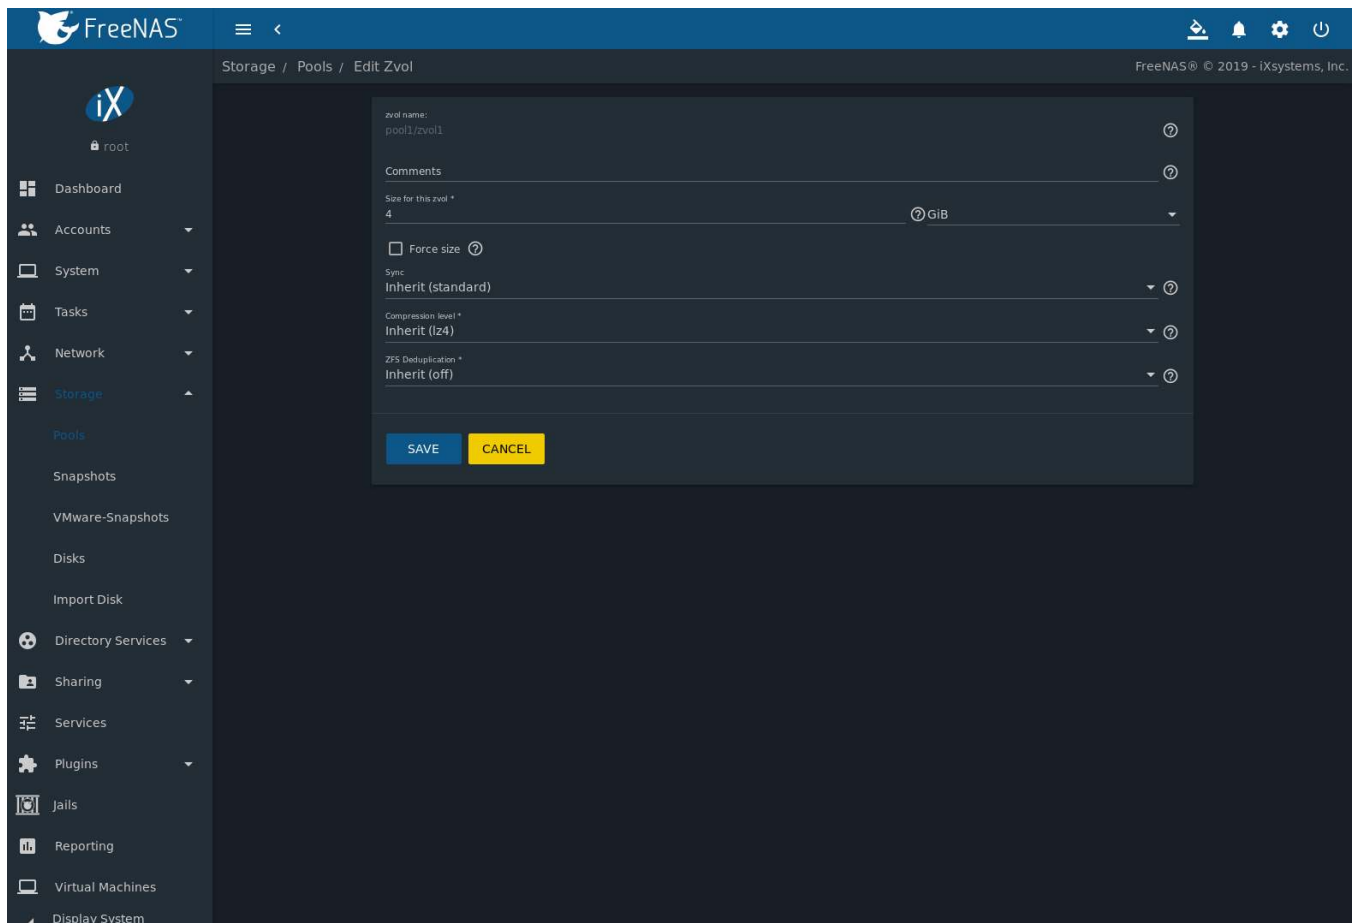 FreeNAS
Storage / Pools / Edit Zvol
FreeNAS® © 2019 - iXsystems, Inc.
iX
root
Dashboard
Accounts
System
Tasks
Network
Storage
Pools
Snapshots
VMware-Snapshots
Disks
Import Disk
Directory Services
Sharing
Services
Plugins
Jails
Reporting
Virtual Machines
Display System
zvol name:
pool1/zvol1
Comments
Size for this zvol *
4
GiB
Force size
Sync
Inherit (standard)
Compression level *
Inherit (lz4)
ZFS Deduplication *
Inherit (off)
SAVE
CANCEL